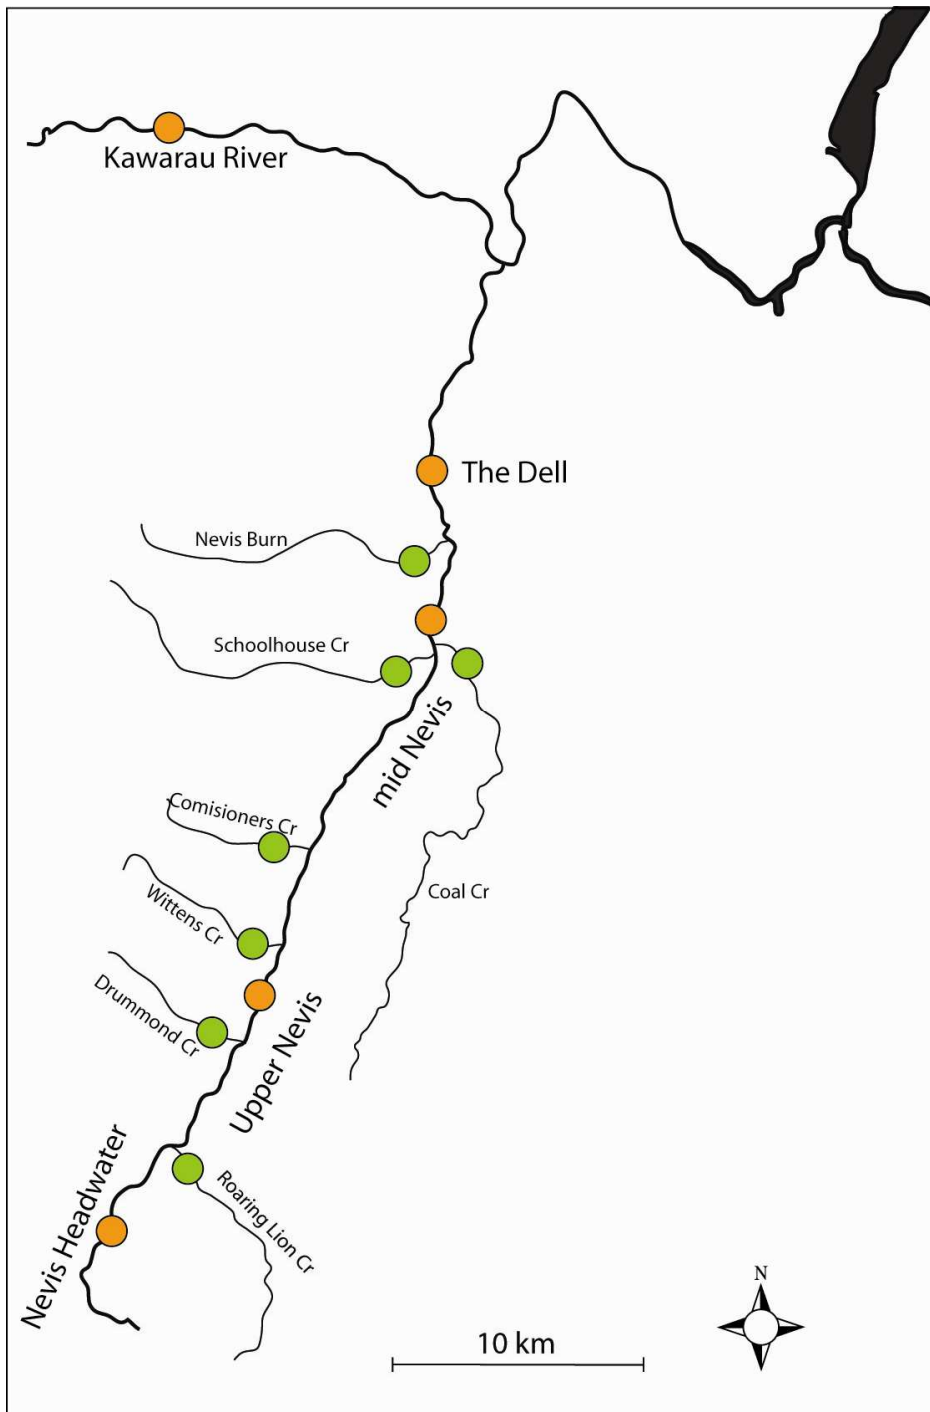 Kawarau River
The Dell
Nevis Burn
Schoolhouse Cr
mid Nevis
Comisioners Cr
Coal Cr
Wittens Cr
Drummond Cr
Upper Nevis
Nevis Headwater
Roaring Lion Cr
N
10 km